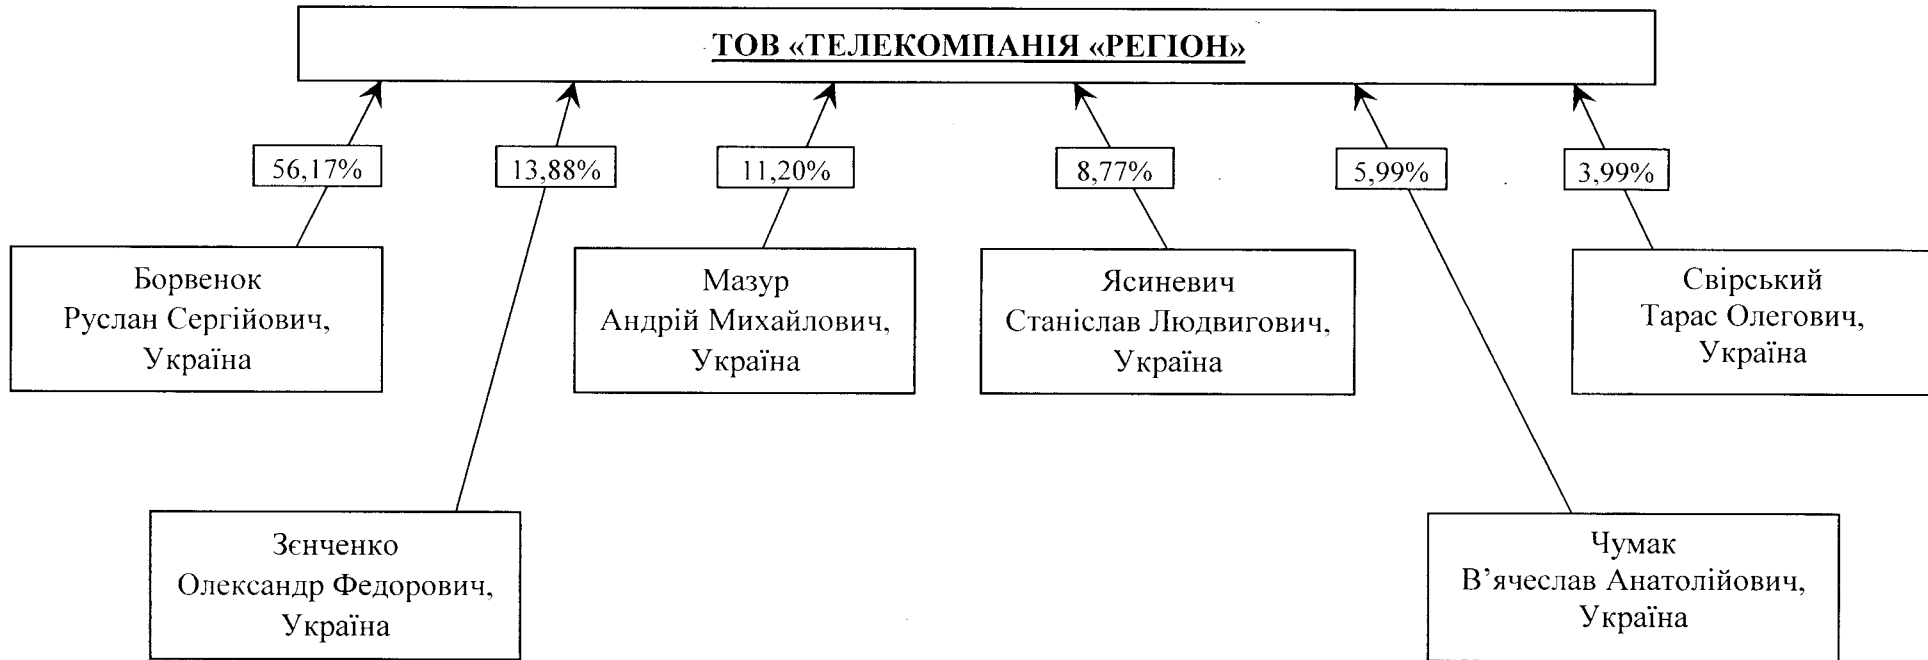 ТОВ «ТЕЛЕКОМПАНІЯ «РЕГІОН»
56,17%
13,88%
11,20%
8,77%
5,99%
3,99%
Борвенок
Руслан Сергійович,
Україна
Мазур
Андрій Михайлович,
Україна
Ясиневич
Станіслав Людвигович,
Україна
Свірський
Тарас Олегович,
Україна
Зєнченко
Олександр Федорович,
Україна
Чумак
В’ячеслав Анатолійович,
Україна